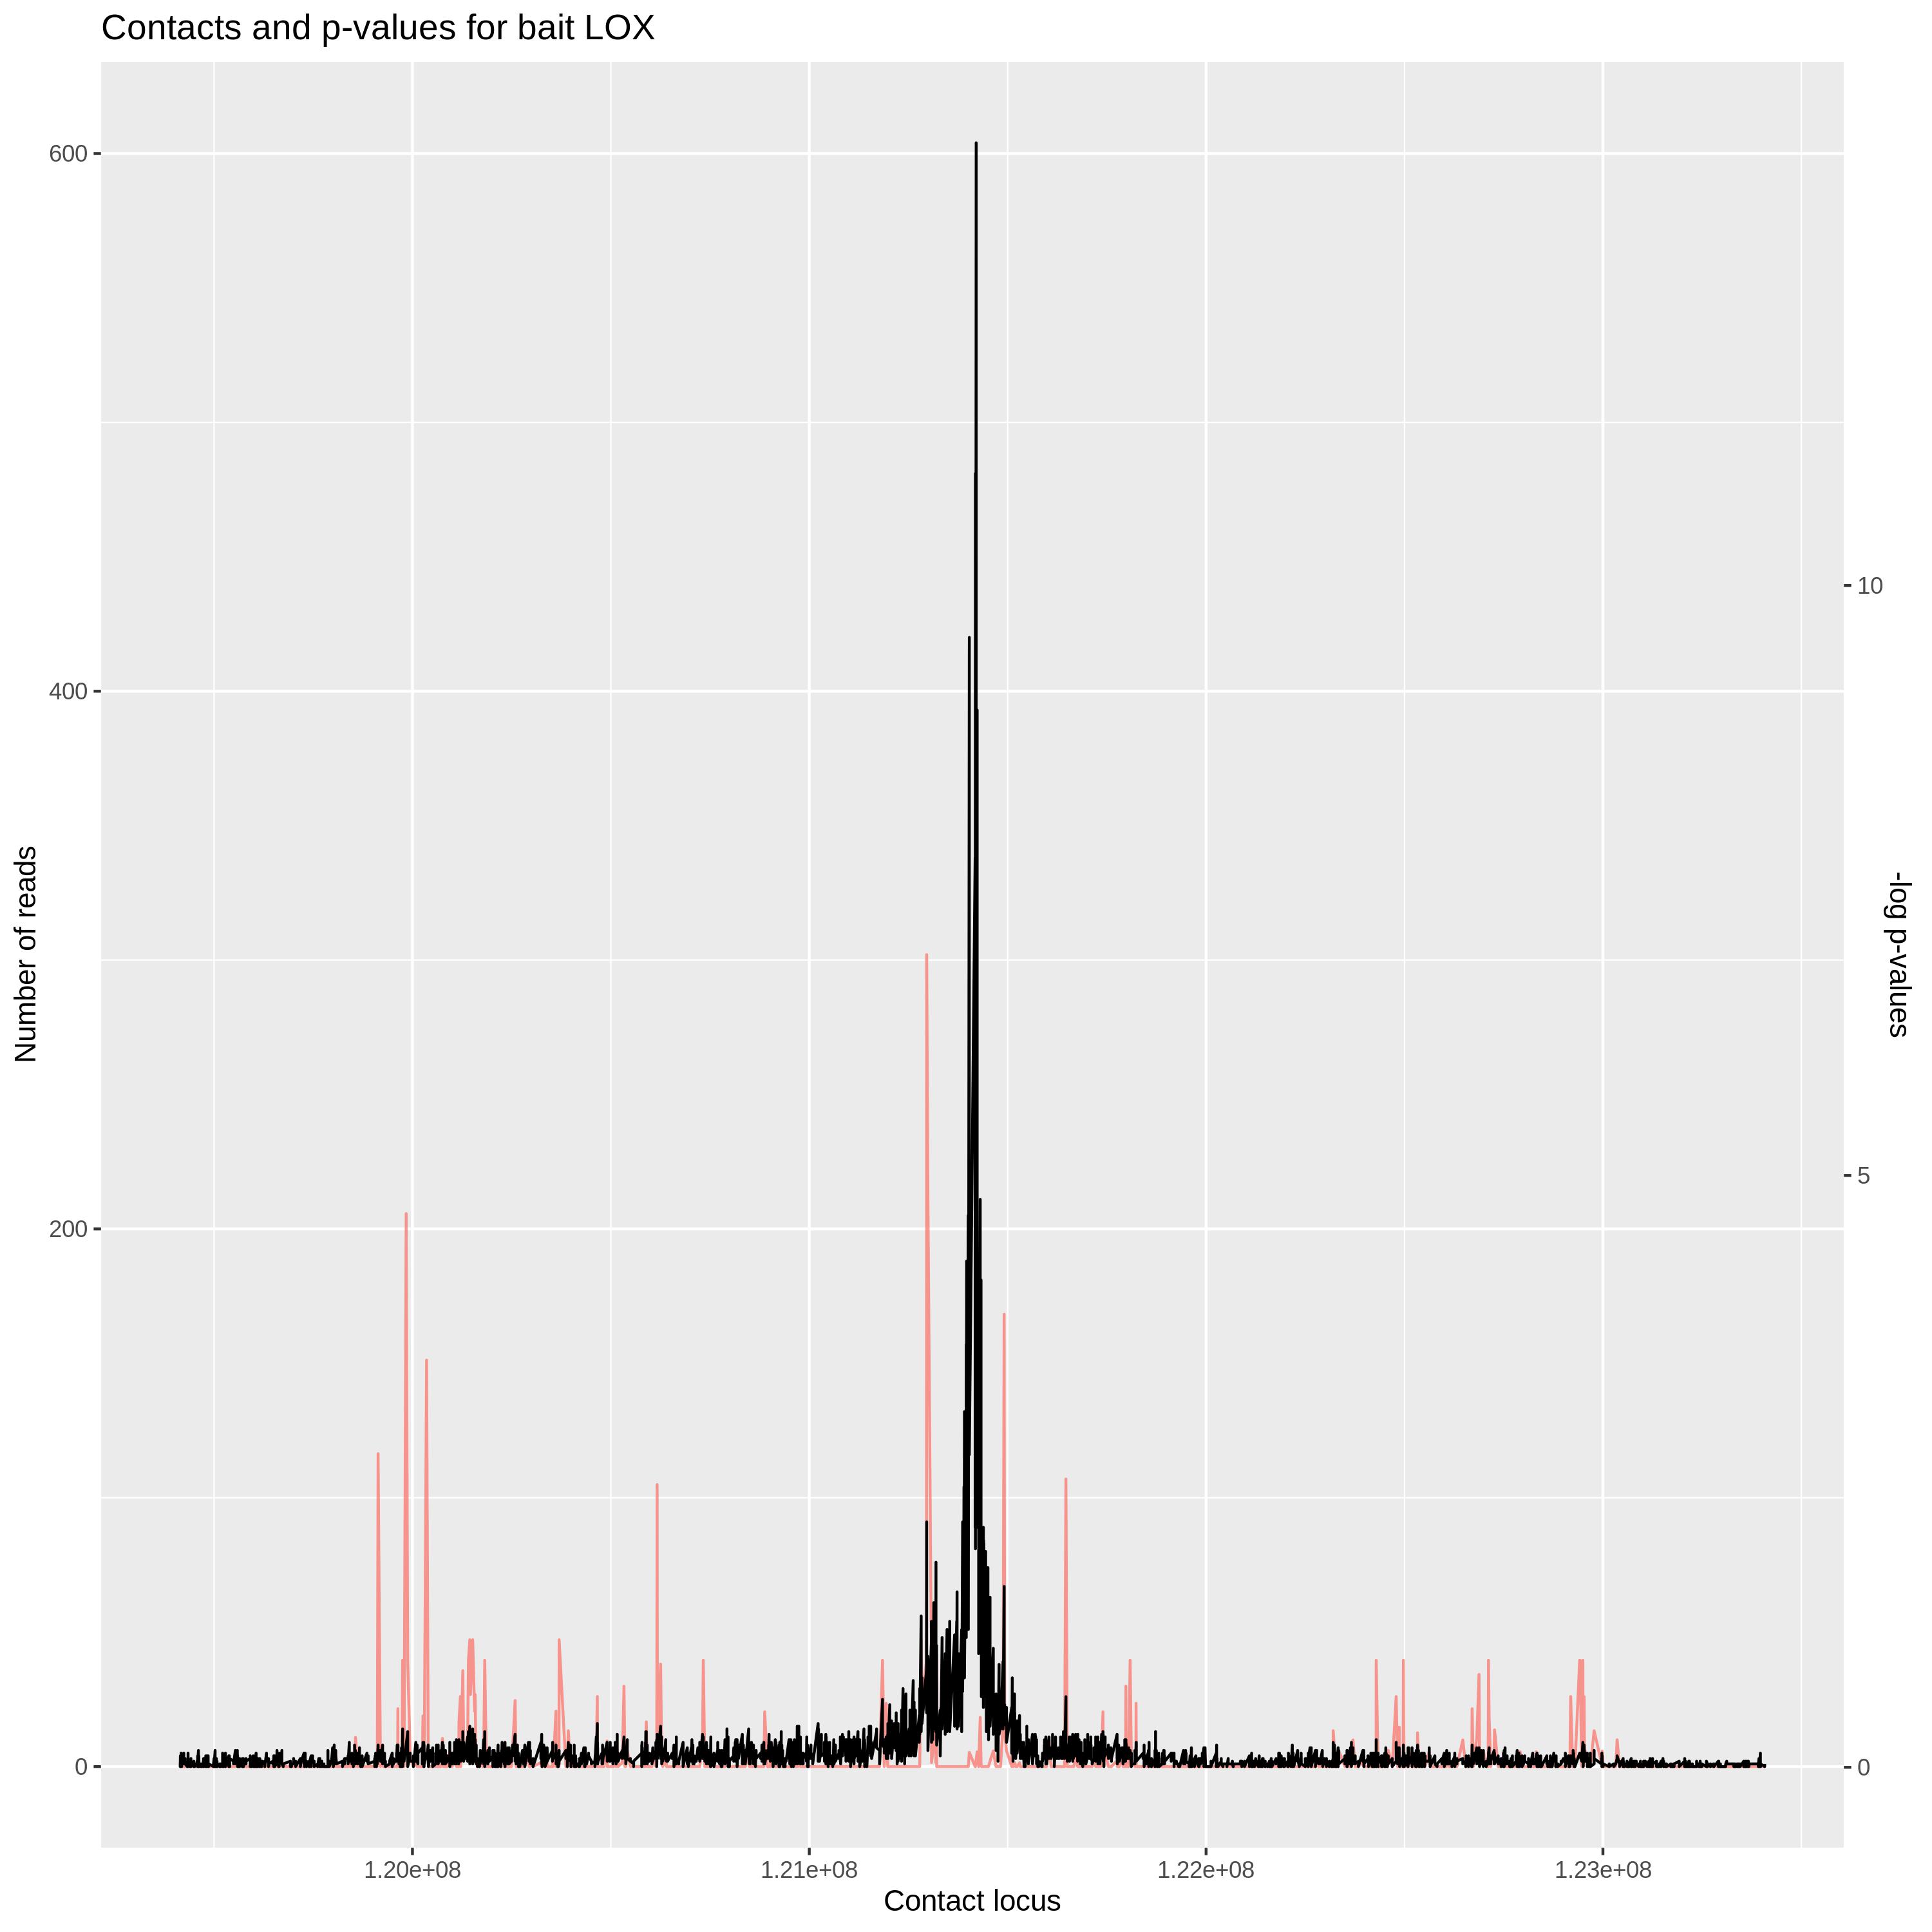 Contacts and p-values for bait LOX
600
400
200
0
Number of reads
10
5
0
-log p-values
1.20e+08
1.21e+08
1.22e+08
1.23e+08
Contact locus